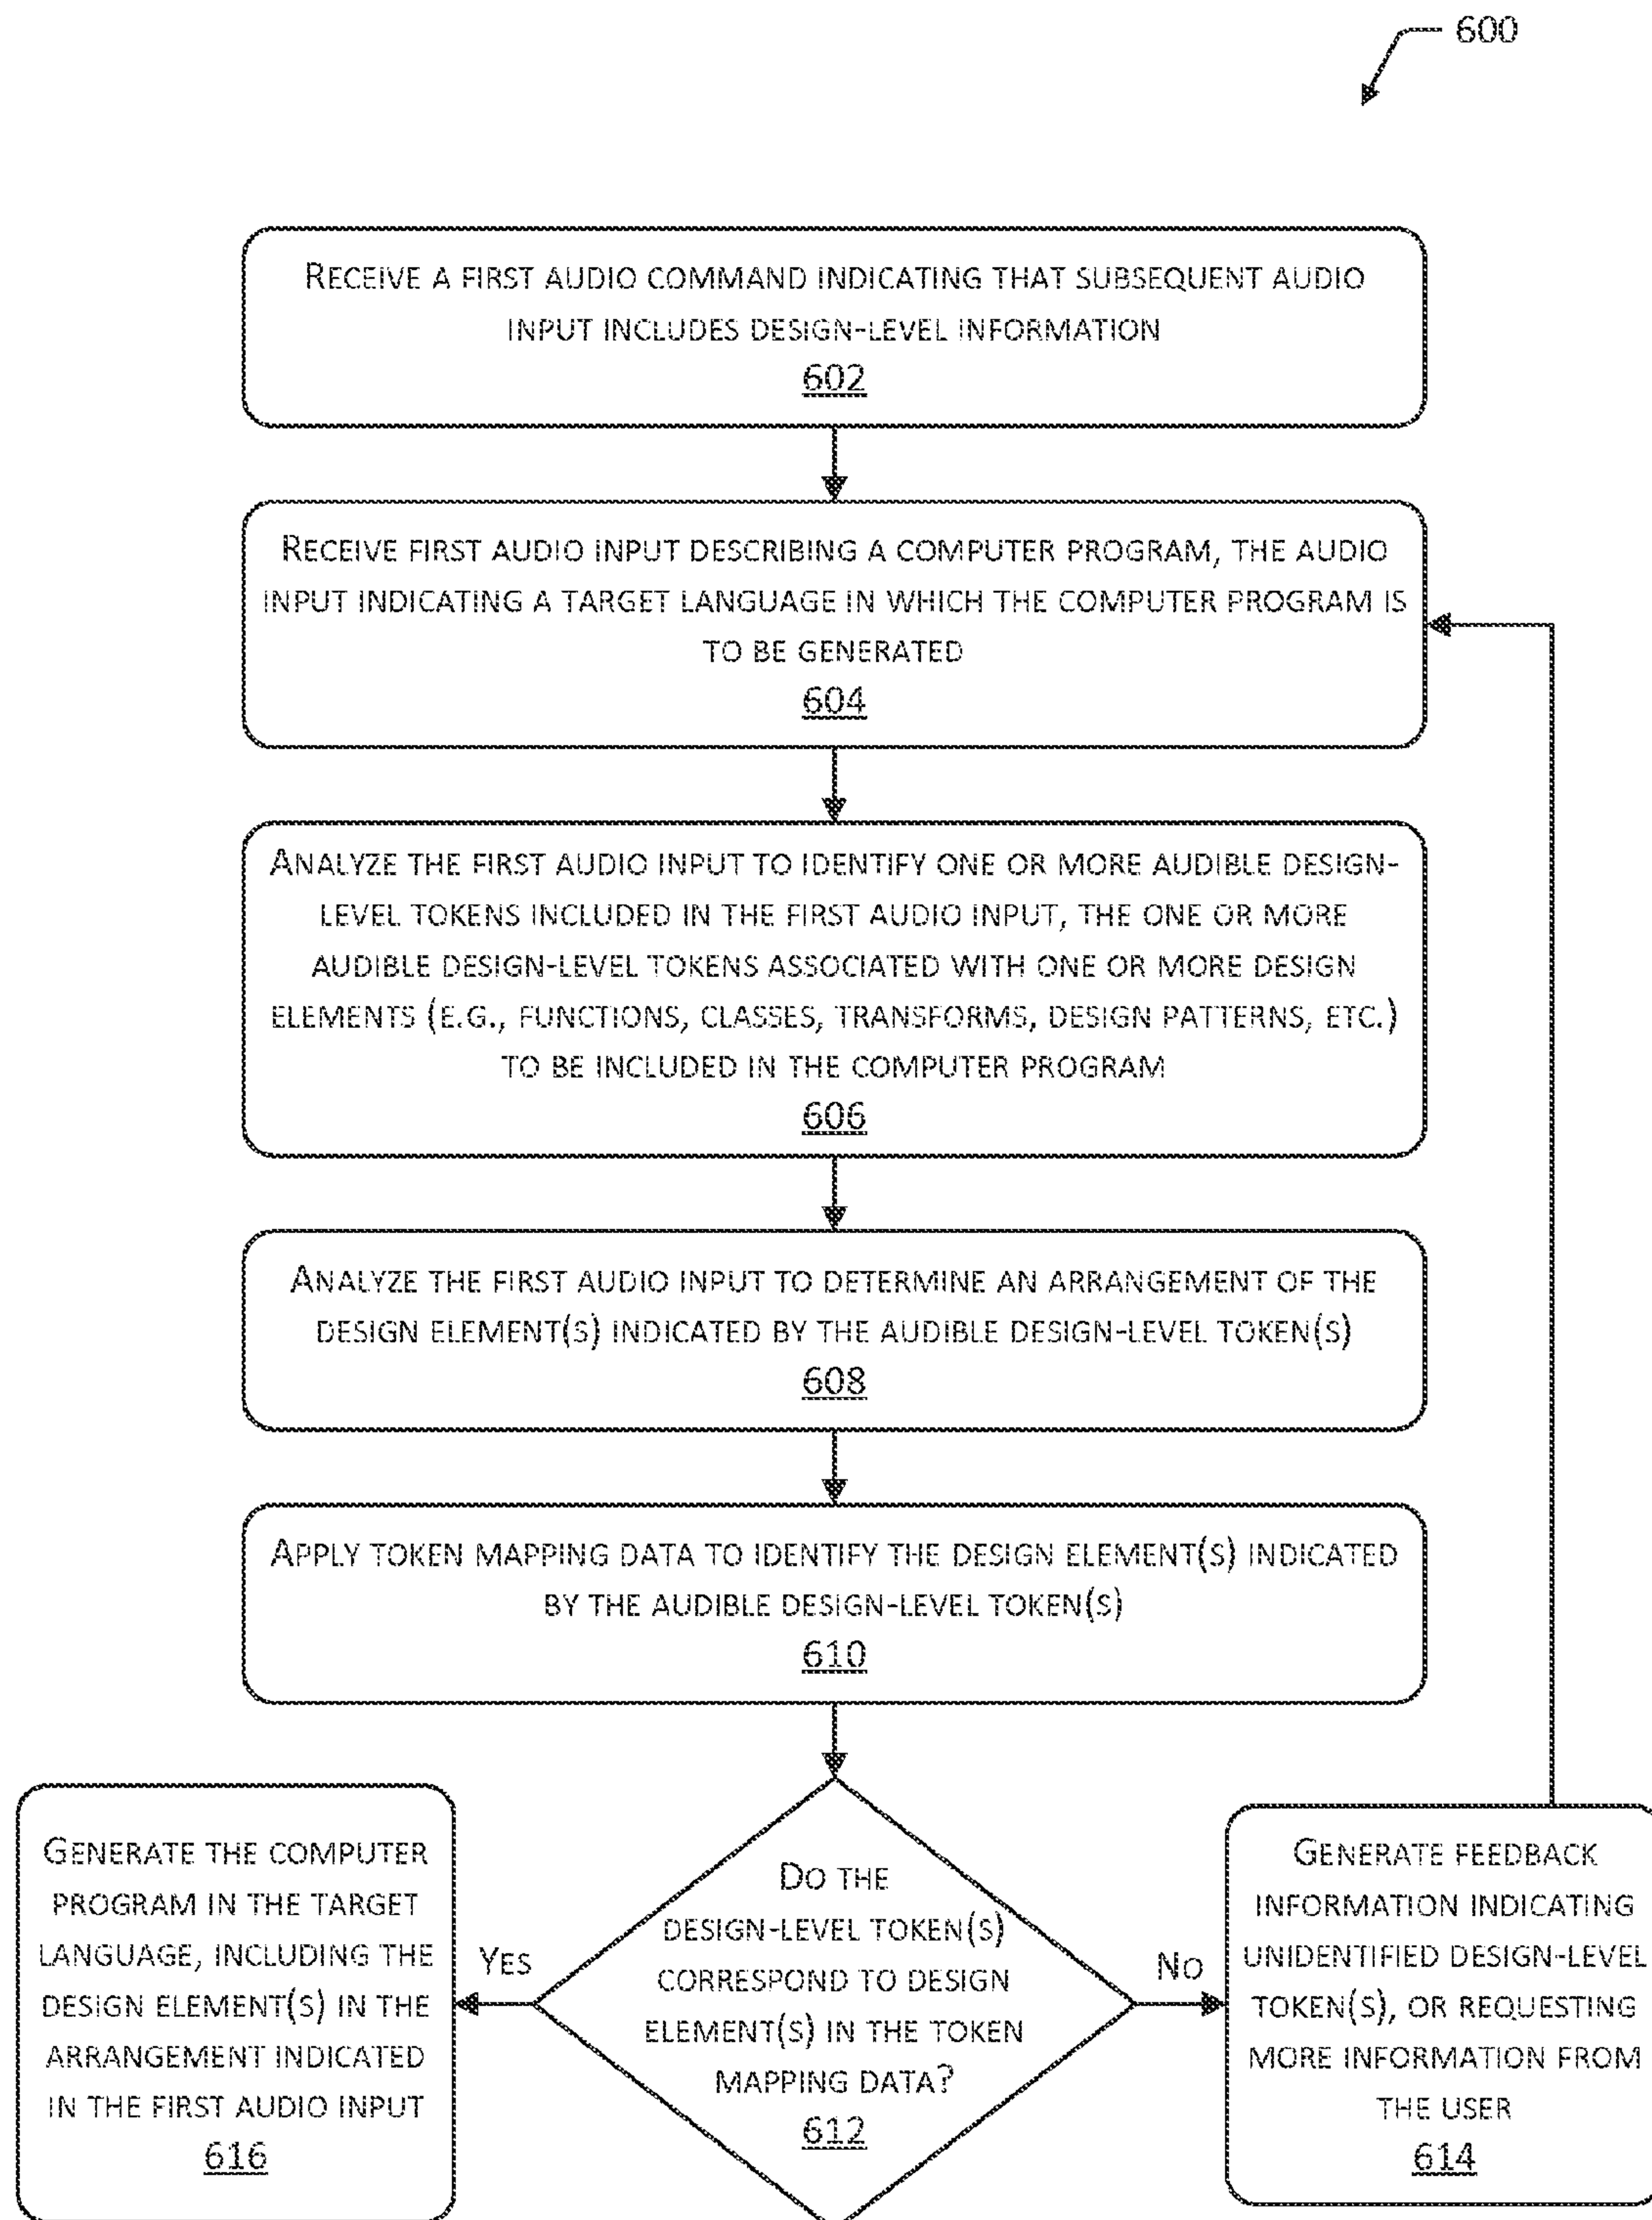 600
Receive a first audio command indicating that subsequent audio
input includes design-level information
602
Receive first audio input describing a computer program, the audio
input indicating a target language in which the computer program is
to be generated
604
Analyze the first audio input to identify one or more audible design-
level tokens included in the first audio input, the one or more
audible design-level tokens associated with one or more design
elements (e.g., functions, classes, transforms, design patterns, etc.)
to be included in the computer program
606
Analyze the first audio input to determine an arrangement of the
design element(s) indicated by the audible design-level token(s)
608
Apply token mapping data to identify the design element(s) indicated
by the audible design-level token(s)
610
Do the
design-level token(s)
correspond to design
element(s) in the token
mapping data?
612
Yes
Generate the computer
program in the target
language, including the
design element(s) in the
arrangement indicated
in the first audio input
616
No
Generate feedback
information indicating
unidentified design-level
token(s), or requesting
more information from
the user
614